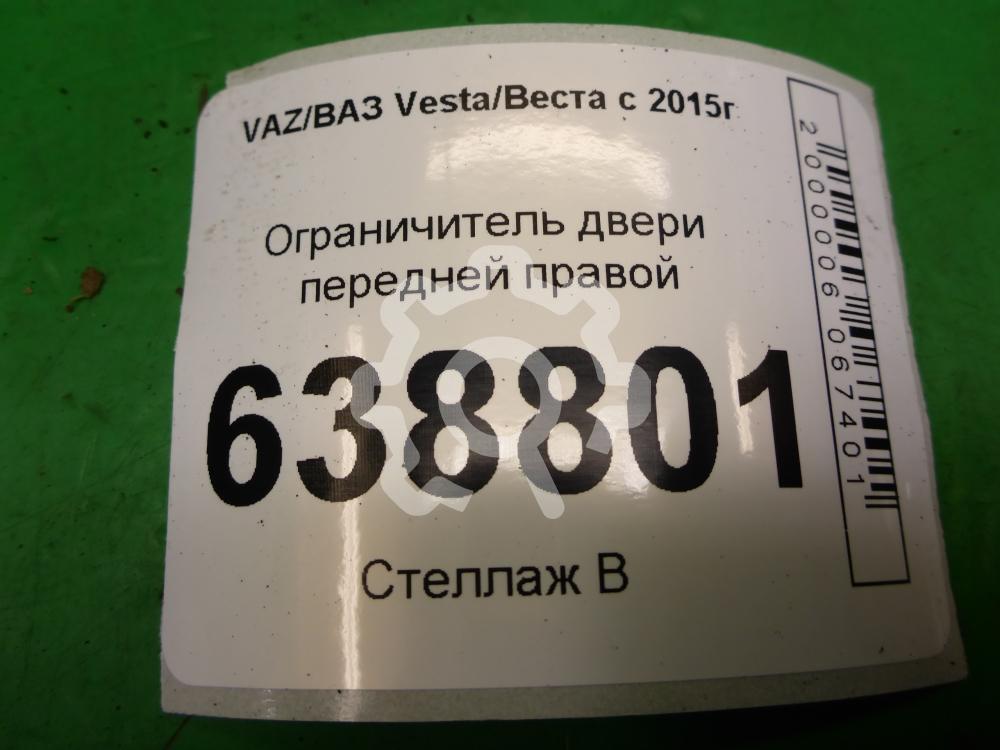 VAZ/ВАЗ Vesta/Веста с 2015г
Ограничитель двери
передней правой
638801
Стеллаж В
2000006067401